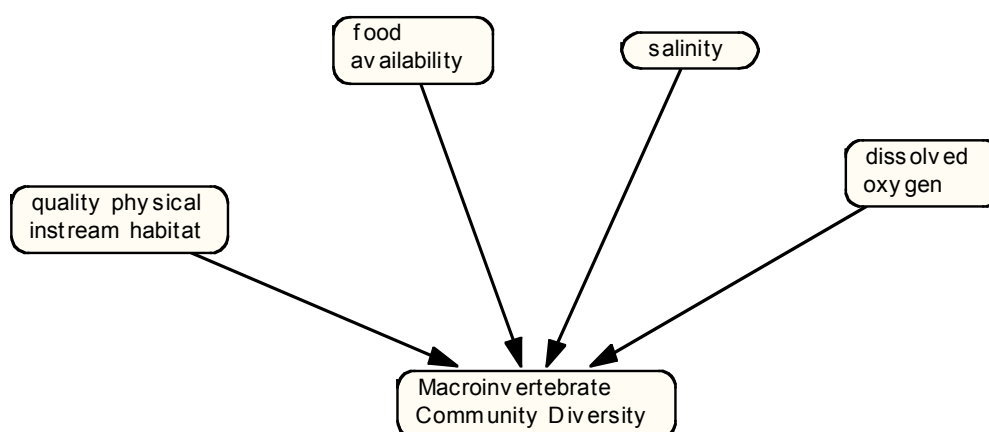 food
availability
salinity
dissolved
oxygen
quality physical
instream habitat
Macroinvertebrate
Community Diversity